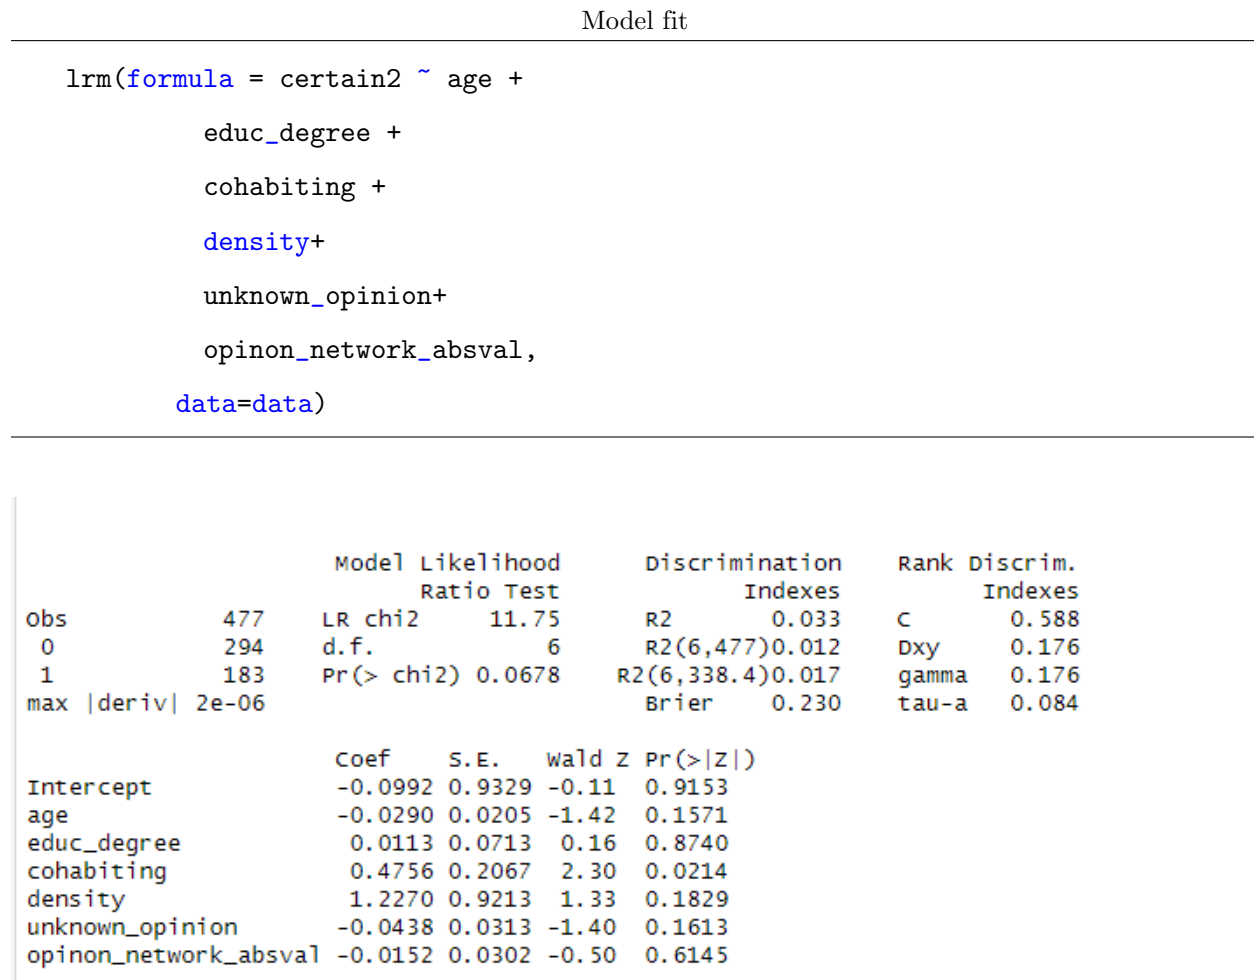 Model fit
lrm(formula = certain2 ~ age +
educ_degree +
cohabiting +
density+
unknown_opinion+
opinon_network_absval,
data=data)
Model Likelihood Discrimination Rank Discrim.
Ratio Test Indexes Indexes
Obs 477 LR chi2 11.75 R2 0.033 C 0.588
0 294 d.f. 6 R2(6,477)0.012 Dxy 0.176
1 183 Pr(> chi2) 0.0678 R2(6,338.4)0.017 gamma 0.176
max |deriv| 2e-06 Brier 0.230 tau-a 0.084
Coef S.E. Wald Z Pr(>|Z|)
Intercept -0.0992 0.9329 -0.11 0.9153
age -0.0290 0.0205 -1.42 0.1571
educ_degree 0.0113 0.0713 0.16 0.8740
cohabiting 0.4756 0.2067 2.30 0.0214
density 1.2270 0.9213 1.33 0.1829
unknown_opinion -0.0438 0.0313 -1.40 0.1613
opinon_network_absval -0.0152 0.0302 -0.50 0.6145